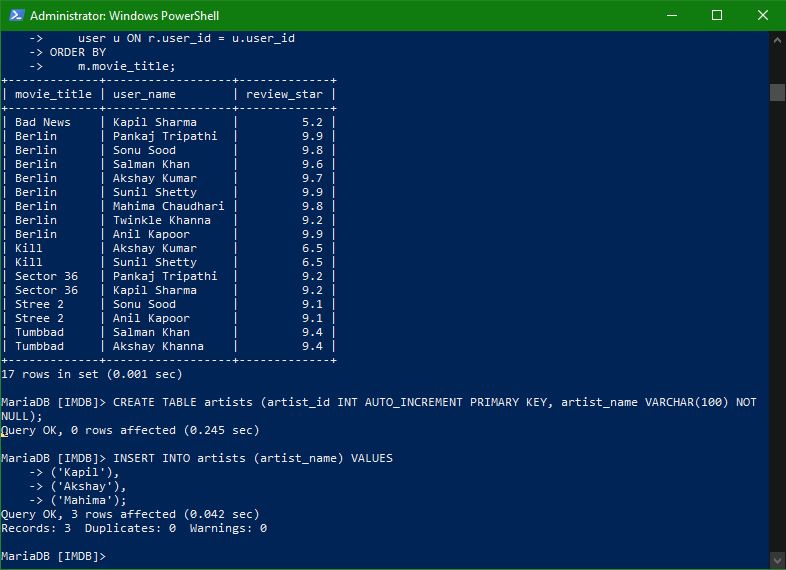 Administrator: Windows PowerShell
    ->     user u ON r.user_id = u.user_id
    -> ORDER BY
    ->     m.movie_title;
+-------------+------------------+-------------+
| movie_title | user_name        | review_star |
+-------------+------------------+-------------+
| Bad News    | Kapil Sharma     |         5.2 |
| Berlin      | Pankaj Tripathi  |         9.9 |
| Berlin      | Sonu Sood        |         9.8 |
| Berlin      | Salman Khan      |         9.6 |
| Berlin      | Akshay Kumar     |         9.7 |
| Berlin      | Sunil Shetty     |         9.9 |
| Berlin      | Mahima Chaudhari |         9.8 |
| Berlin      | Twinkle Khanna   |         9.2 |
| Berlin      | Anil Kapoor      |         9.9 |
| Kill        | Akshay Kumar     |         6.5 |
| Kill        | Sunil Shetty     |         6.5 |
| Sector 36   | Pankaj Tripathi  |         9.2 |
| Sector 36   | Kapil Sharma     |         9.2 |
| Stree 2     | Sonu Sood        |         9.1 |
| Stree 2     | Anil Kapoor      |         9.1 |
| Tumbbad     | Salman Khan      |         9.4 |
| Tumbbad     | Akshay Khanna    |         9.4 |
+-------------+------------------+-------------+
17 rows in set (0.001 sec)
MariaDB [IMDB]> CREATE TABLE artists (artist_id INT AUTO_INCREMENT PRIMARY KEY, artist_name VARCHAR(100) NOT
NULL);
Query OK, 0 rows affected (0.245 sec)
MariaDB [IMDB]> INSERT INTO artists (artist_name) VALUES
    -> ('Kapil'),
    -> ('Akshay'),
    -> ('Mahima');
Query OK, 3 rows affected (0.042 sec)
Records: 3  Duplicates: 0  Warnings: 0
MariaDB [IMDB]>